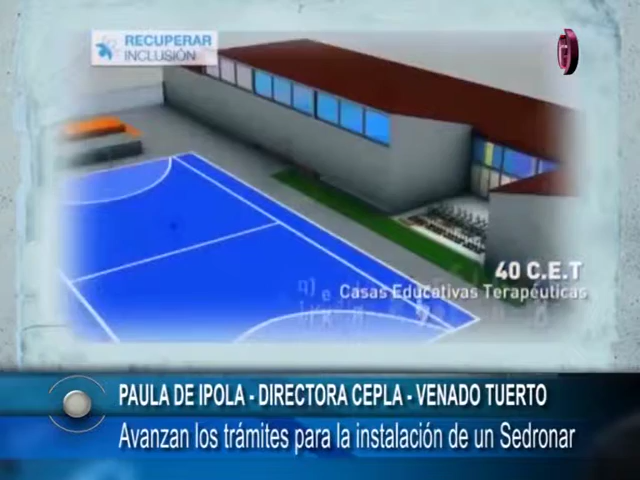 RECUPERAR
INCLUSIÓN
40 C.E.T
Casas Educativas Terapéuticas
PAULA DE IPOLA - DIRECTORA CEPLA - VENADO TUERTO
Avanzan los trámites para la instalación de un Sedronar